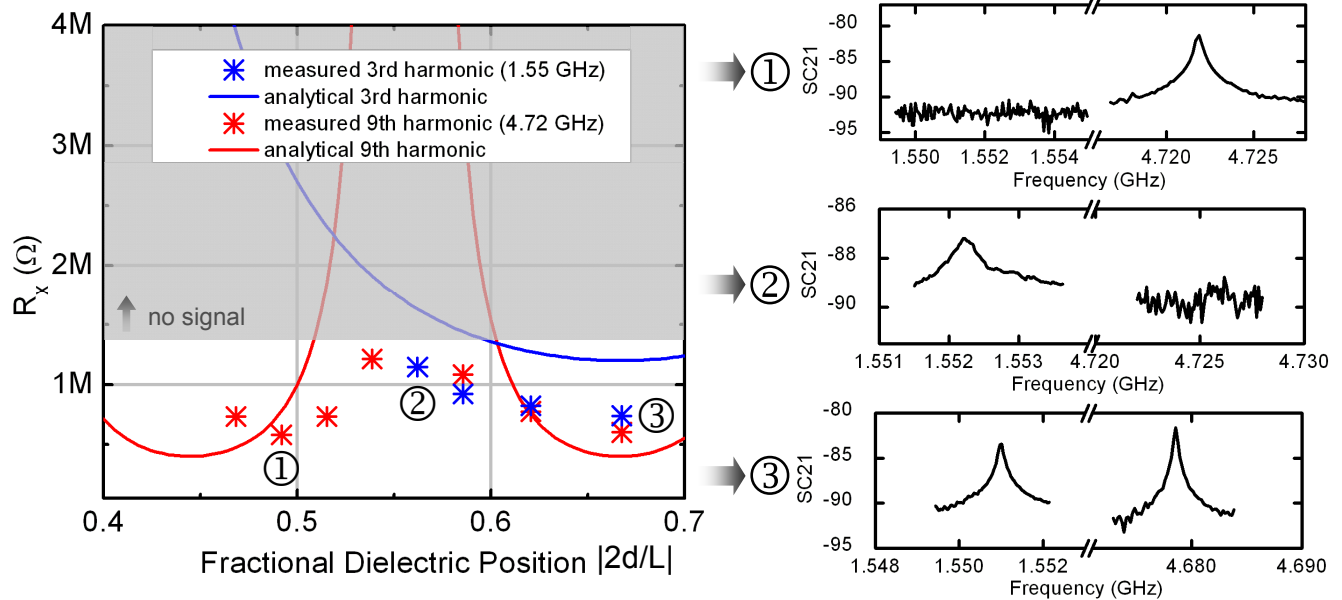 4M
3M
2M
1M
Rx (Ω)
measured 3rd harmonic (1.55 GHz)
analytical 3rd harmonic
measured 9th harmonic (4.72 GHz)
analytical 9th harmonic
no signal
①
②
③
0.4 0.5 0.6 0.7
Fractional Dielectric Position |2d/L|
①
SC21
-80
-85
-90
-95
1.550 1.552 1.554 4.720 4.725
Frequency (GHz)
②
SC21
-86
-88
-90
1.551 1.552 1.553 4.720 4.725 4.730
Frequency (GHz)
③
SC21
-80
-85
-90
-95
1.548 1.550 1.552 4.680 4.690
Frequency (GHz)